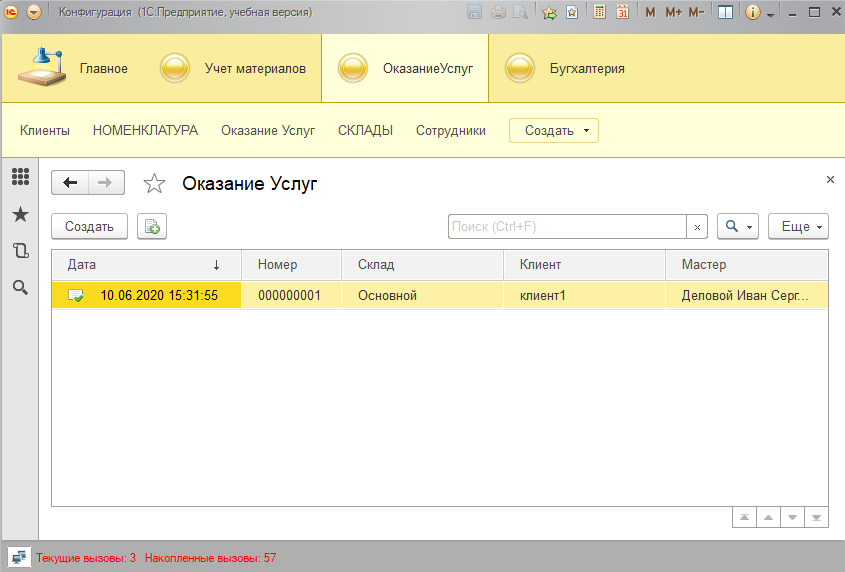 Конфигурация (1С:Предприятие, учебная версия) 31 M M+ M-
Главное Учет материалов ОказаниеУслуг Бугхалтерия
Клиенты НОМЕНКЛАТУРА Оказание Услуг СКЛАДЫ Сотрудники Создать
Оказание Услуг
Создать Поиск (Ctrl+F) × Еще
Дата ↓ Номер Склад Клиент Мастер
10.06.2020 15:31:55 000000001 Основной клиент1 Деловой Иван Серг...
Текущие вызовы: 3 Накопленные вызовы: 57